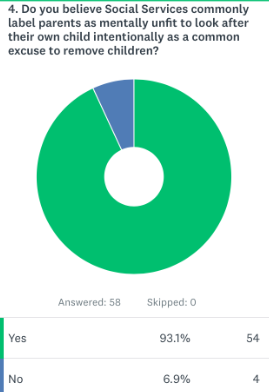 4. Do you believe Social Services commonly
label parents as mentally unfit to look after
their own child intentionally as a common
excuse to remove children?
Answered: 58 Skipped: 0
Yes 93.1% 54
No 6.9% 4